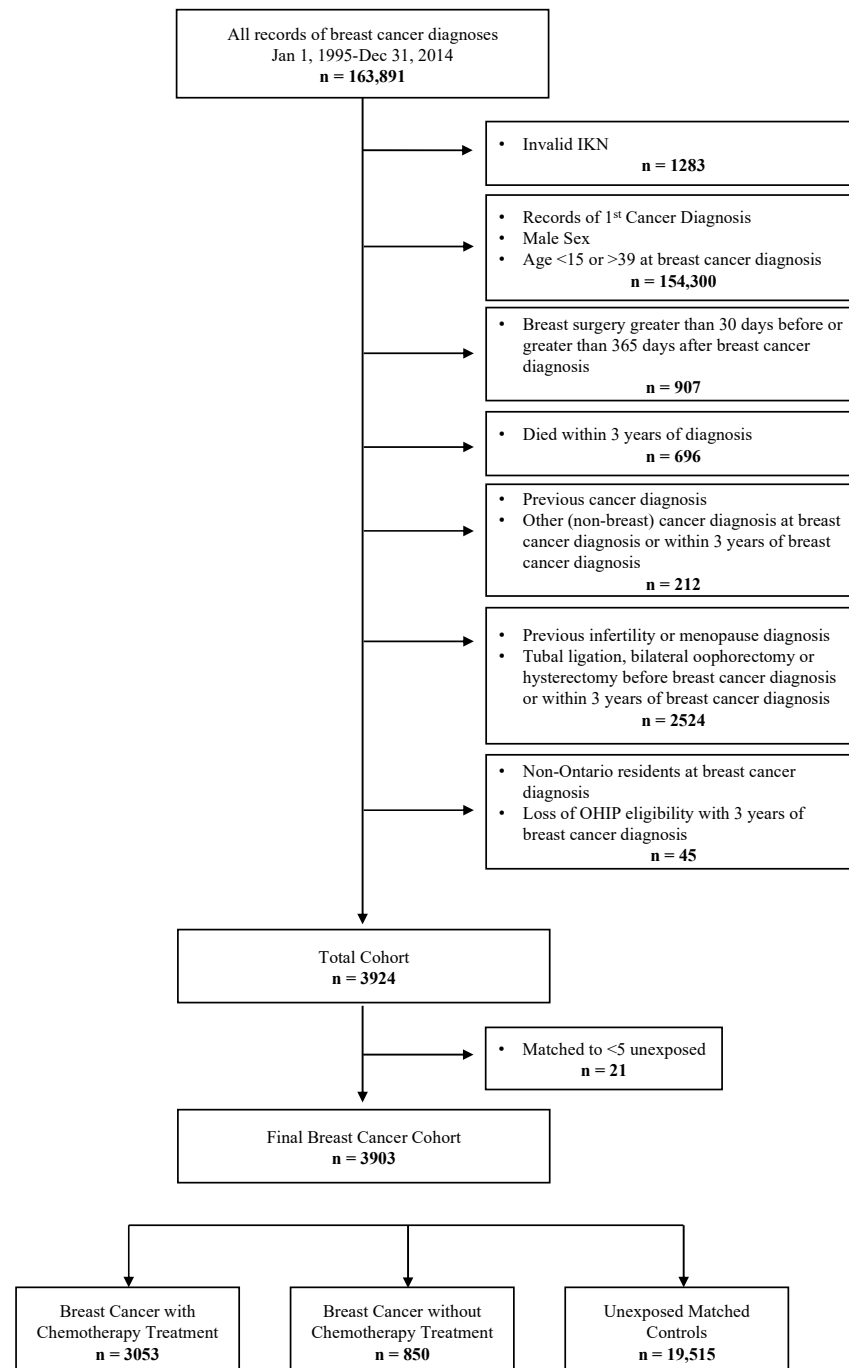 All records of breast cancer diagnoses
Jan 1, 1995-Dec 31, 2014
n = 163,891
• Invalid IKN
n = 1283
• Records of 1st Cancer Diagnosis
• Male Sex
• Age <15 or >39 at breast cancer diagnosis
n = 154,300
• Breast surgery greater than 30 days before or
greater than 365 days after breast cancer
diagnosis
n = 907
• Died within 3 years of diagnosis
n = 696
• Previous cancer diagnosis
• Other (non-breast) cancer diagnosis at breast
cancer diagnosis or within 3 years of breast
cancer diagnosis
n = 212
• Previous infertility or menopause diagnosis
• Tubal ligation, bilateral oophorectomy or
hysterectomy before breast cancer diagnosis
or within 3 years of breast cancer diagnosis
n = 2524
• Non-Ontario residents at breast cancer
diagnosis
• Loss of OHIP eligibility with 3 years of
breast cancer diagnosis
n = 45
Total Cohort
n = 3924
• Matched to <5 unexposed
n = 21
Final Breast Cancer Cohort
n = 3903
Breast Cancer with
Chemotherapy Treatment
n = 3053
Breast Cancer without
Chemotherapy Treatment
n = 850
Unexposed Matched
Controls
n = 19,515